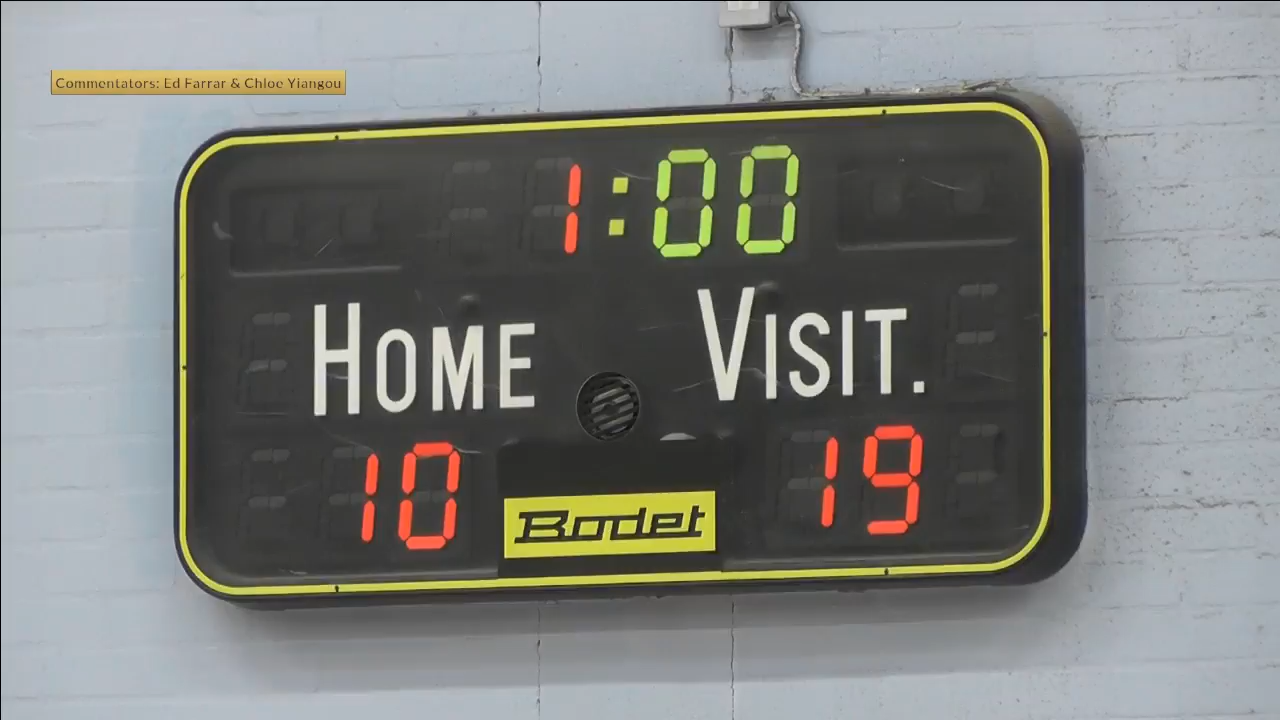 Commentators: Ed Farrar & Chloe Yiangou
1:00
HOME VISIT.
10 19
Bodet